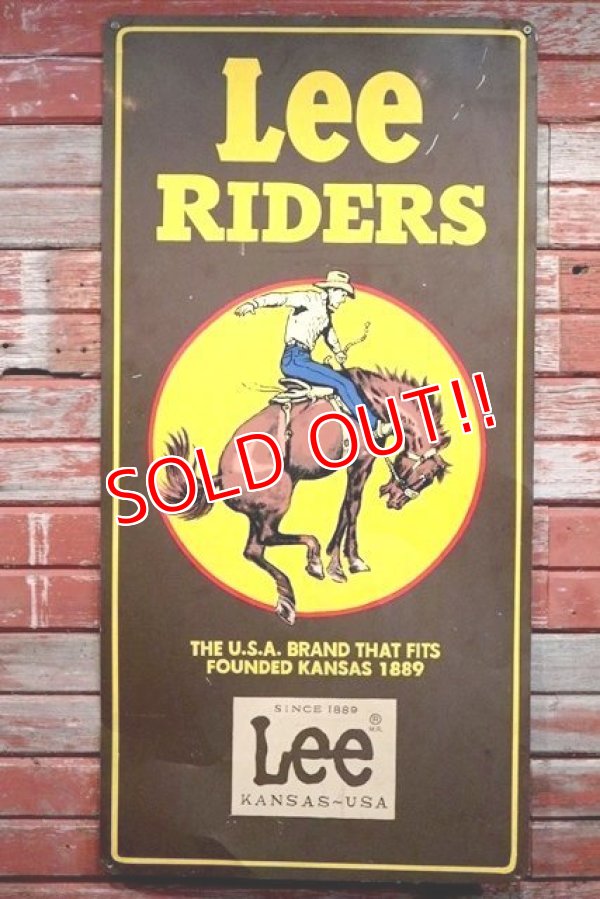 Lee
RIDERS
SOLD OUT!!
THE U.S.A. BRAND THAT FITS
FOUNDED KANSAS 1889
SINCE 1889
Lee ®
M.R.
KANSAS~USA